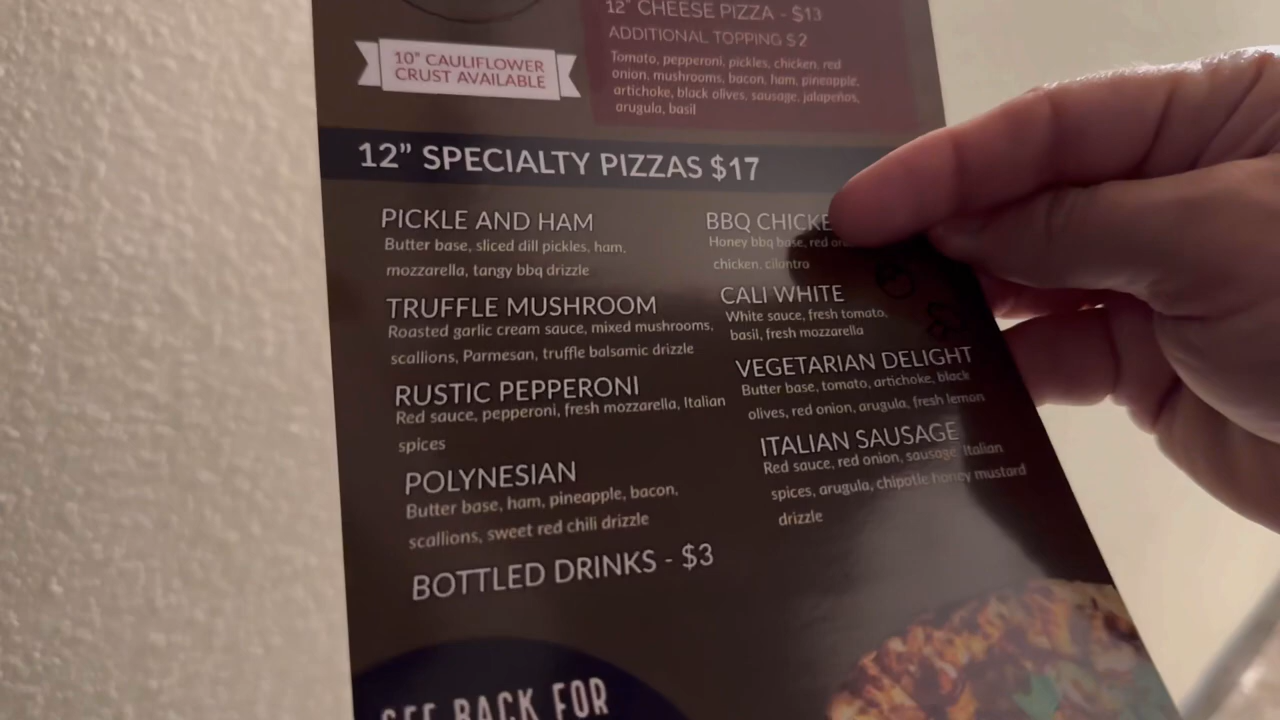 12" CHEESE PIZZA - $13
ADDITIONAL TOPPING $2
Tomato, pepperoni, pickles, chicken, red
onion, mushrooms, bacon, ham, pineapple,
artichoke, black olives, sausage, jalapeños,
arugula, basil
10" CAULIFLOWER
CRUST AVAILABLE
12” SPECIALTY PIZZAS $17
PICKLE AND HAM
Butter base, sliced dill pickles, ham,
mozzarella, tangy bbq drizzle
TRUFFLE MUSHROOM
Roasted garlic cream sauce, mixed mushrooms,
scallions, Parmesan, truffle balsamic drizzle
RUSTIC PEPPERONI
Red sauce, pepperoni, fresh mozzarella, Italian
spices
POLYNESIAN
Butter base, ham, pineapple, bacon,
scallions, sweet red chili drizzle
BOTTLED DRINKS - $3
BBQ
Honey bbq base, red
chicken, cilantro
CALI WHITE
White sauce, fresh tomato,
basil, fresh mozzarella
VEGETARIAN DELIGHT
Butter base, tomato, artichoke, black
olives, red onion, arugula, fresh lemon
ITALIAN SAUSAGE
Red sauce, red onion, sausage, Italian
spices, arugula, chipotle honey mustard
drizzle
SEE BACK FOR